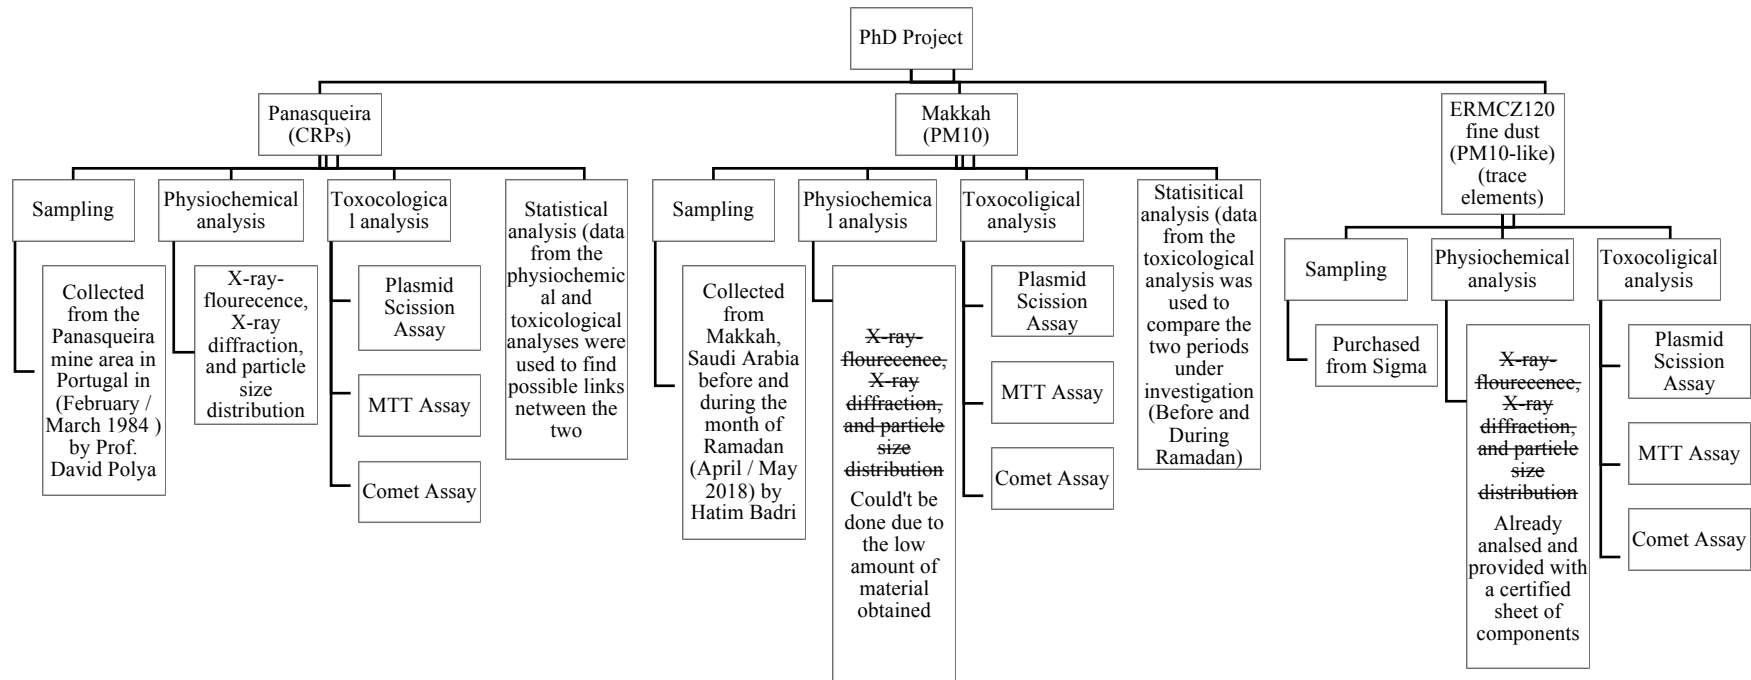 PhD Project
Panasqueira
(CRPs)
Sampling
Collected
from the
Panasqueira
mine area in
Portugal in
(February /
March 1984 )
by Prof.
David Polya
Physiochemical
analysis
X-ray-
flourecence,
X-ray
diffraction,
and particle
size
distribution
Toxocologica
l analysis
Plasmid
Scission
Assay
MTT Assay
Comet Assay
Statistical
analysis (data
from the
physiochemic
al and
toxicological
analyses were
used to find
possible links
netween the
two
Makkah
(PM10)
Sampling
Collected
from
Makkah,
Saudi Arabia
before and
during the
month of
Ramadan
(April / May
2018) by
Hatim Badri
Physiochemica
l analysis
X-ray-
flourecence,
X-ray
diffraction,
and particle
size
distribution
Could't be
done due to
the low
amount of
material
obtained
Toxocoligical
analysis
Plasmid
Scission
Assay
MTT Assay
Comet Assay
Statisitical
analysis (data
from the
toxicological
analysis was
used to
compare the
two periods
under
investigation
(Before and
During
Ramadan)
ERMCZ120
fine dust
(PM10-like)
(trace
elements)
Sampling
Purchased
from Sigma
Physiochemical
analysis
X-ray-
flourecence,
X-ray
diffraction,
and particle
size
distribution
Already
analsed and
provided with
a certified
sheet of
components
Toxocoligical
analysis
Plasmid
Scission
Assay
MTT Assay
Comet Assay